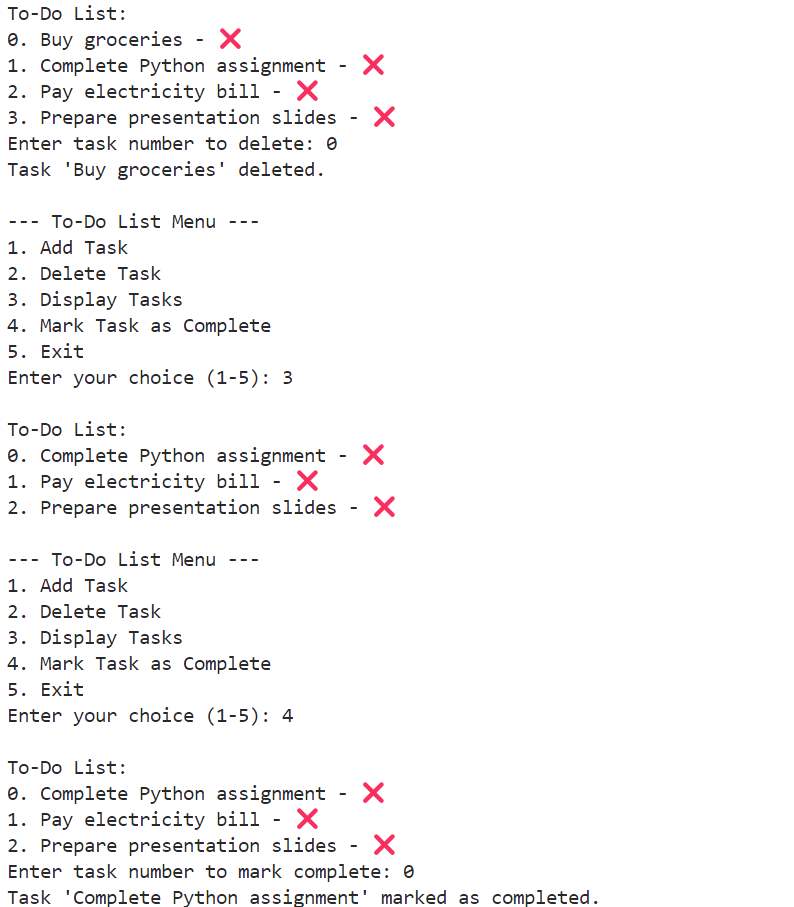 To-Do List:
0. Buy groceries - ❌
1. Complete Python assignment - ❌
2. Pay electricity bill - ❌
3. Prepare presentation slides - ❌
Enter task number to delete: 0
Task 'Buy groceries' deleted.

--- To-Do List Menu ---
1. Add Task
2. Delete Task
3. Display Tasks
4. Mark Task as Complete
5. Exit
Enter your choice (1-5): 3

To-Do List:
0. Complete Python assignment - ❌
1. Pay electricity bill - ❌
2. Prepare presentation slides - ❌

--- To-Do List Menu ---
1. Add Task
2. Delete Task
3. Display Tasks
4. Mark Task as Complete
5. Exit
Enter your choice (1-5): 4

To-Do List:
0. Complete Python assignment - ❌
1. Pay electricity bill - ❌
2. Prepare presentation slides - ❌
Enter task number to mark complete: 0
Task 'Complete Python assignment' marked as completed.